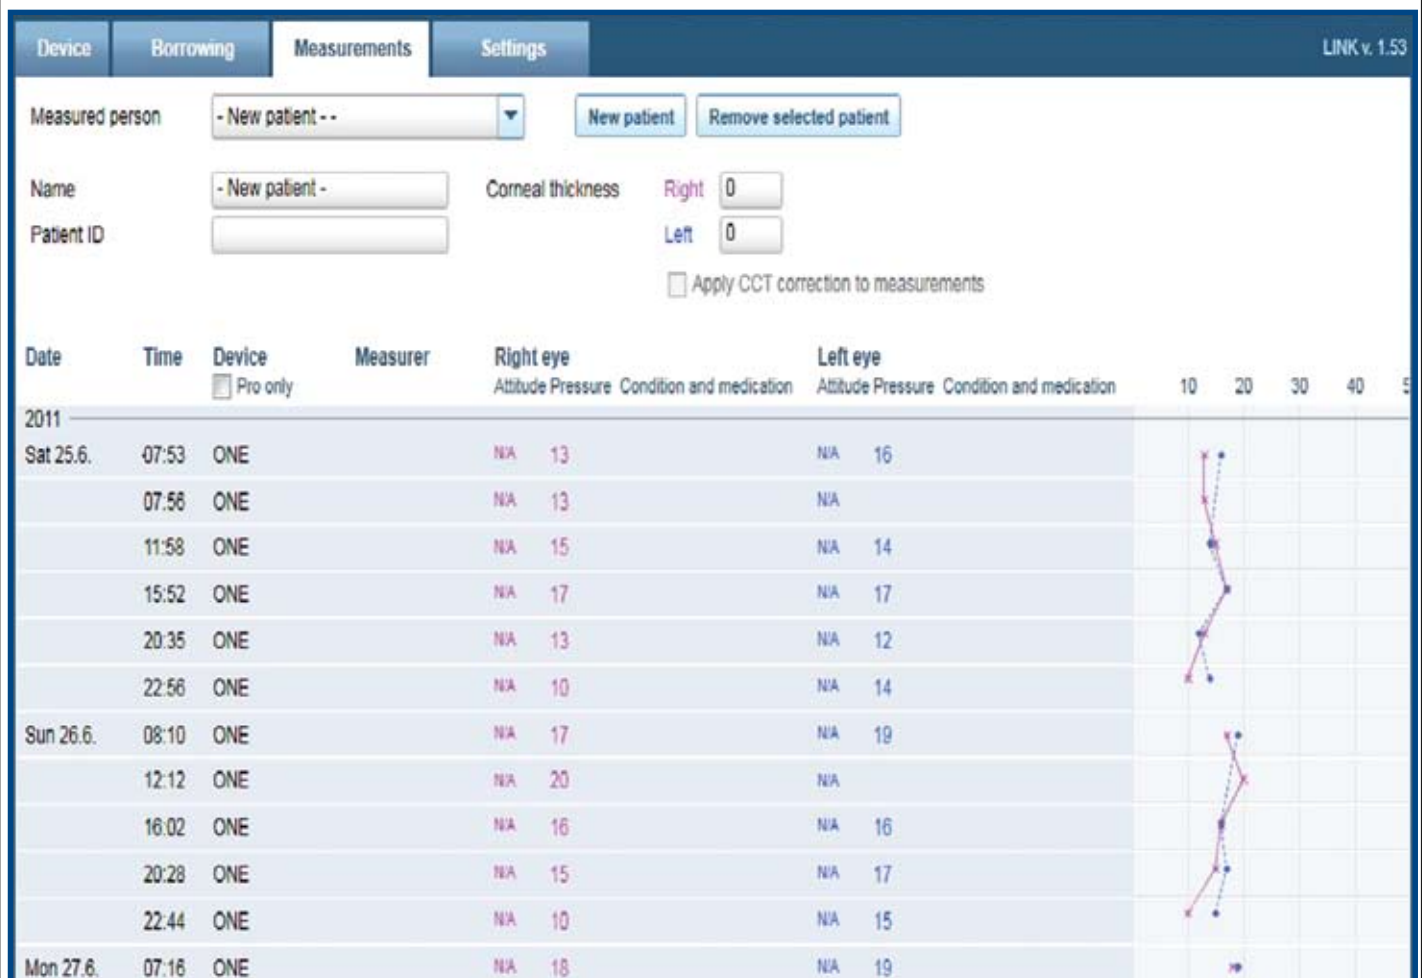 Device Borrowing Measurements Settings LINK v. 1.53
Measured person - New patient - - New patient Remove selected patient
Name - New patient - Corneal thickness Right 0
Patient ID Left 0
Apply CCT correction to measurements
Date Time Device Measurer Right eye Left eye
Pro only Attitude Pressure Condition and medication Attitude Pressure Condition and medication 10 20 30 40 5
2011
Sat 25.6. 07:53 ONE N/A 13 N/A 16
07:56 ONE N/A 13 N/A
11:58 ONE N/A 15 N/A 14
15:52 ONE N/A 17 N/A 17
20:35 ONE N/A 13 N/A 12
22:56 ONE N/A 10 N/A 14
Sun 26.6. 08:10 ONE N/A 17 N/A 19
12:12 ONE N/A 20 N/A
16:02 ONE N/A 16 N/A 16
20:28 ONE N/A 15 N/A 17
22:44 ONE N/A 10 N/A 15
Mon 27.6. 07:16 ONE N/A 18 N/A 19